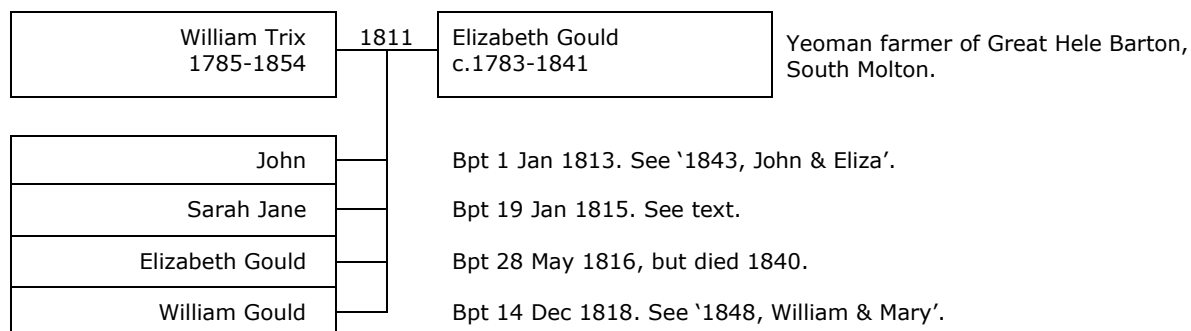 William Trix 1811 Elizabeth Gould
1785-1854 c.1783-1841
Yeoman farmer of Great Hele Barton,
South Molton.
John Bpt 1 Jan 1813. See ‘1843, John & Eliza’.
Sarah Jane Bpt 19 Jan 1815. See text.
Elizabeth Gould Bpt 28 May 1816, but died 1840.
William Gould Bpt 14 Dec 1818. See ‘1848, William & Mary’.